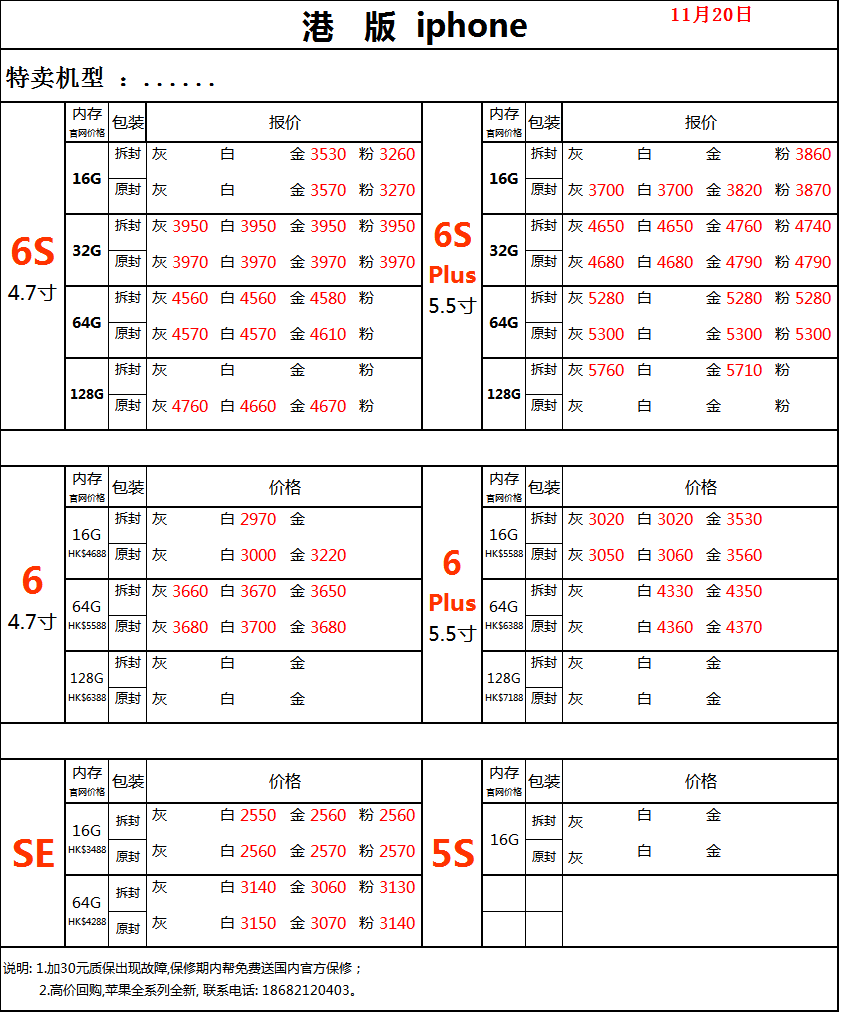 港 版 iphone 11月20日
特卖机型 ：......
内存 官网价格 包装 报价 内存 官网价格 包装 报价
6S 4.7寸
16G 拆封 灰 白 金 3530 粉 3260
原封 灰 白 金 3570 粉 3270
32G 拆封 灰 3950 白 3950 金 3950 粉 3950
原封 灰 3970 白 3970 金 3970 粉 3970
64G 拆封 灰 4560 白 4560 金 4580 粉
原封 灰 4570 白 4570 金 4610 粉
128G 拆封 灰 白 金 粉
原封 灰 4760 白 4660 金 4670 粉
6S Plus 5.5寸
16G 拆封 灰 白 金 粉 3860
原封 灰 3700 白 3700 金 3820 粉 3870
32G 拆封 灰 4650 白 4650 金 4760 粉 4740
原封 灰 4680 白 4680 金 4790 粉 4790
64G 拆封 灰 5280 白 金 5280 粉 5280
原封 灰 5300 白 金 5300 粉 5300
128G 拆封 灰 5760 白 金 5710 粉
原封 灰 白 金 粉
内存 官网价格 包装 价格 内存 官网价格 包装 价格
6 4.7寸
16G HK$4688 拆封 灰 白 2970 金
原封 灰 白 3000 金 3220
64G HK$5588 拆封 灰 3660 白 3670 金 3650
原封 灰 3680 白 3700 金 3680
128G HK$6388 拆封 灰 白 金
原封 灰 白 金
6 Plus 5.5寸
16G HK$5588 拆封 灰 3020 白 3020 金 3530
原封 灰 3050 白 3060 金 3560
64G HK$6388 拆封 灰 白 4330 金 4350
原封 灰 白 4360 金 4370
128G HK$7188 拆封 灰 白 金
原封 灰 白 金
内存 官网价格 包装 价格 内存 官网价格 包装 价格
SE
16G HK$3488 拆封 灰 白 2550 金 2560 粉 2560
原封 灰 白 2560 金 2570 粉 2570
64G HK$4288 拆封 灰 白 3140 金 3060 粉 3130
原封 灰 白 3150 金 3070 粉 3140
5S
16G 拆封 灰 白 金
原封 灰 白 金
说明: 1.加30元质保出现故障,保修期内帮免费送国内官方保修；
2.高价回购,苹果全系列全新, 联系电话: 18682120403。